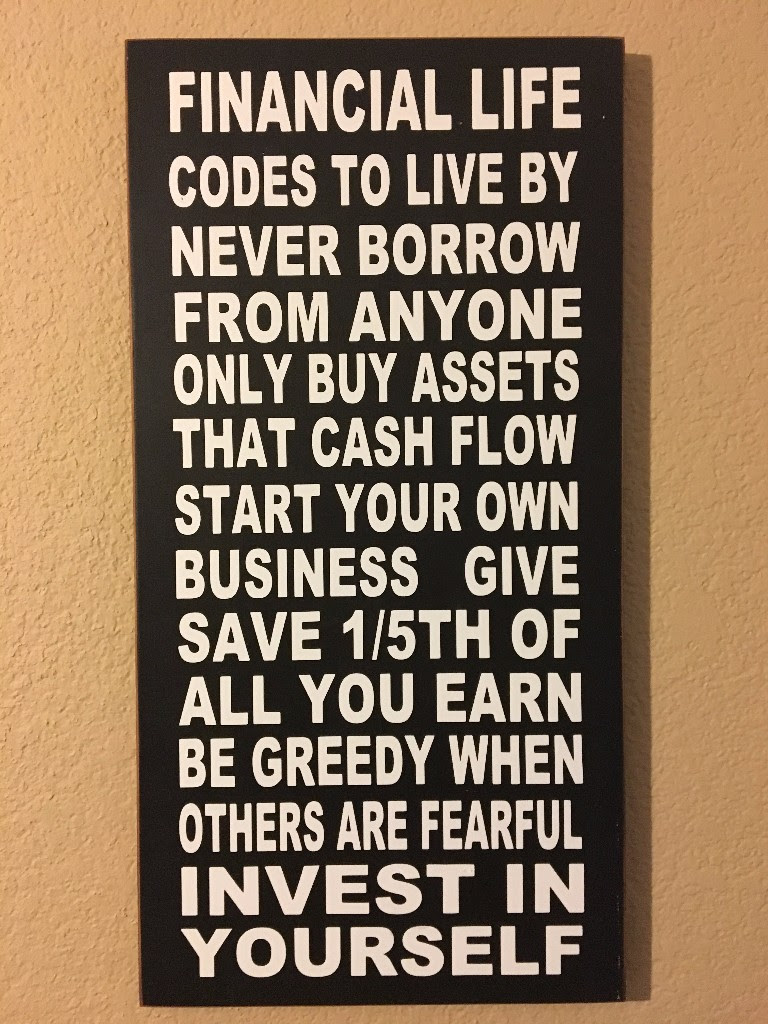 FINANCIAL LIFE
CODES TO LIVE BY
NEVER BORROW
FROM ANYONE
ONLY BUY ASSETS
THAT CASH FLOW
START YOUR OWN
BUSINESS GIVE
SAVE 1/5TH OF
ALL YOU EARN
BE GREEDY WHEN
OTHERS ARE FEARFUL
INVEST IN
YOURSELF